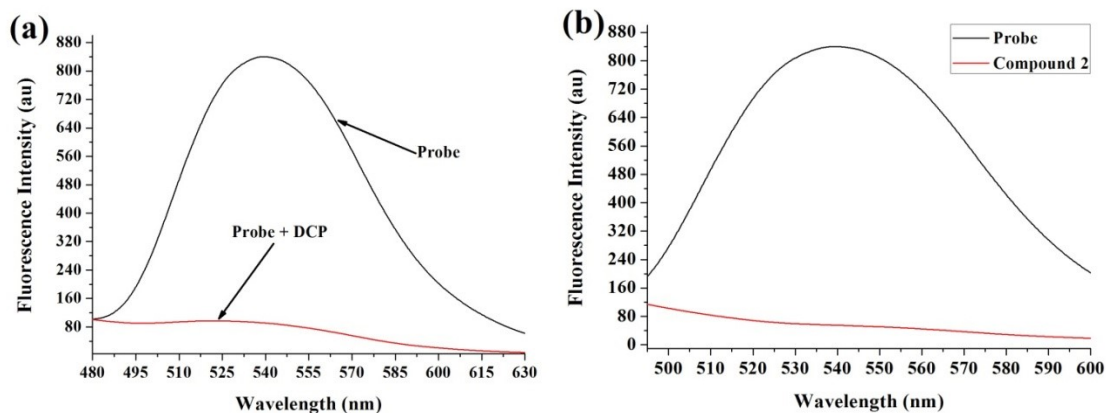 (a)
880
800
720
640
560
480
400
320
240
160
80
Fluorescence Intensity (au)
Probe
Probe + DCP
480 495 510 525 540 555 570 585 600 615 630
Wavelength (nm)
(b)
880
800
720
640
560
480
400
320
240
160
80
0
Fluorescence Intensity (au)
Probe
Compound 2
500 510 520 530 540 550 560 570 580 590 600
Wavelength (nm)